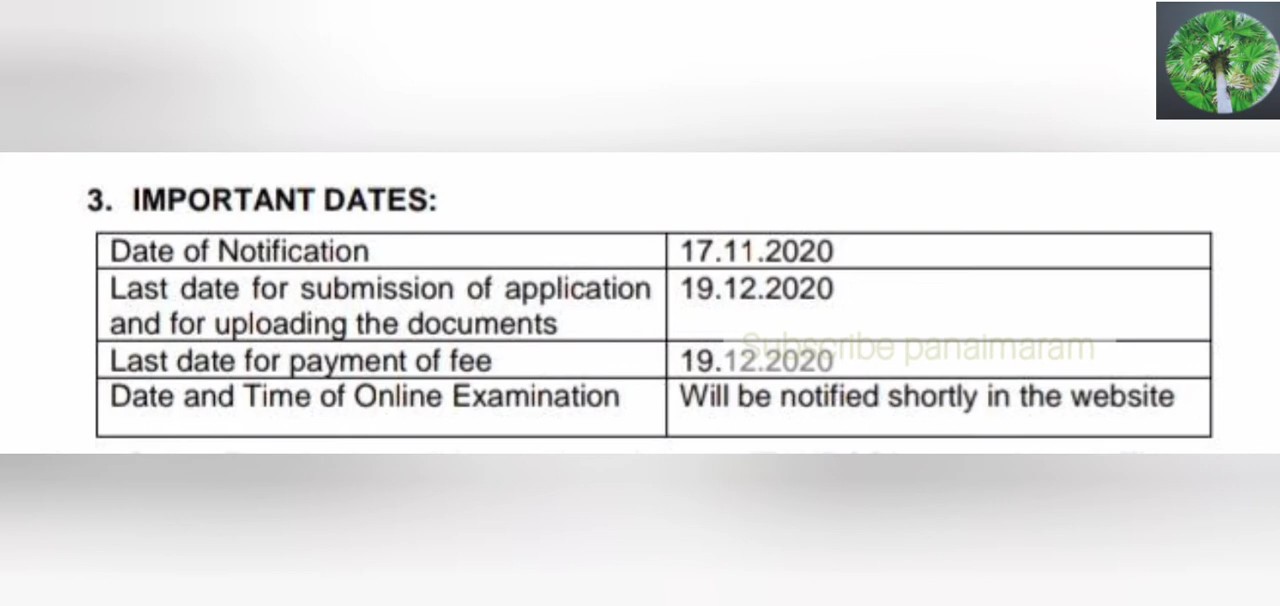 3. IMPORTANT DATES:
Date of Notification 17.11.2020
Last date for submission of application 19.12.2020
and for uploading the documents
Subscribe panaimaram
Last date for payment of fee 19.12.2020
Date and Time of Online Examination Will be notified shortly in the website